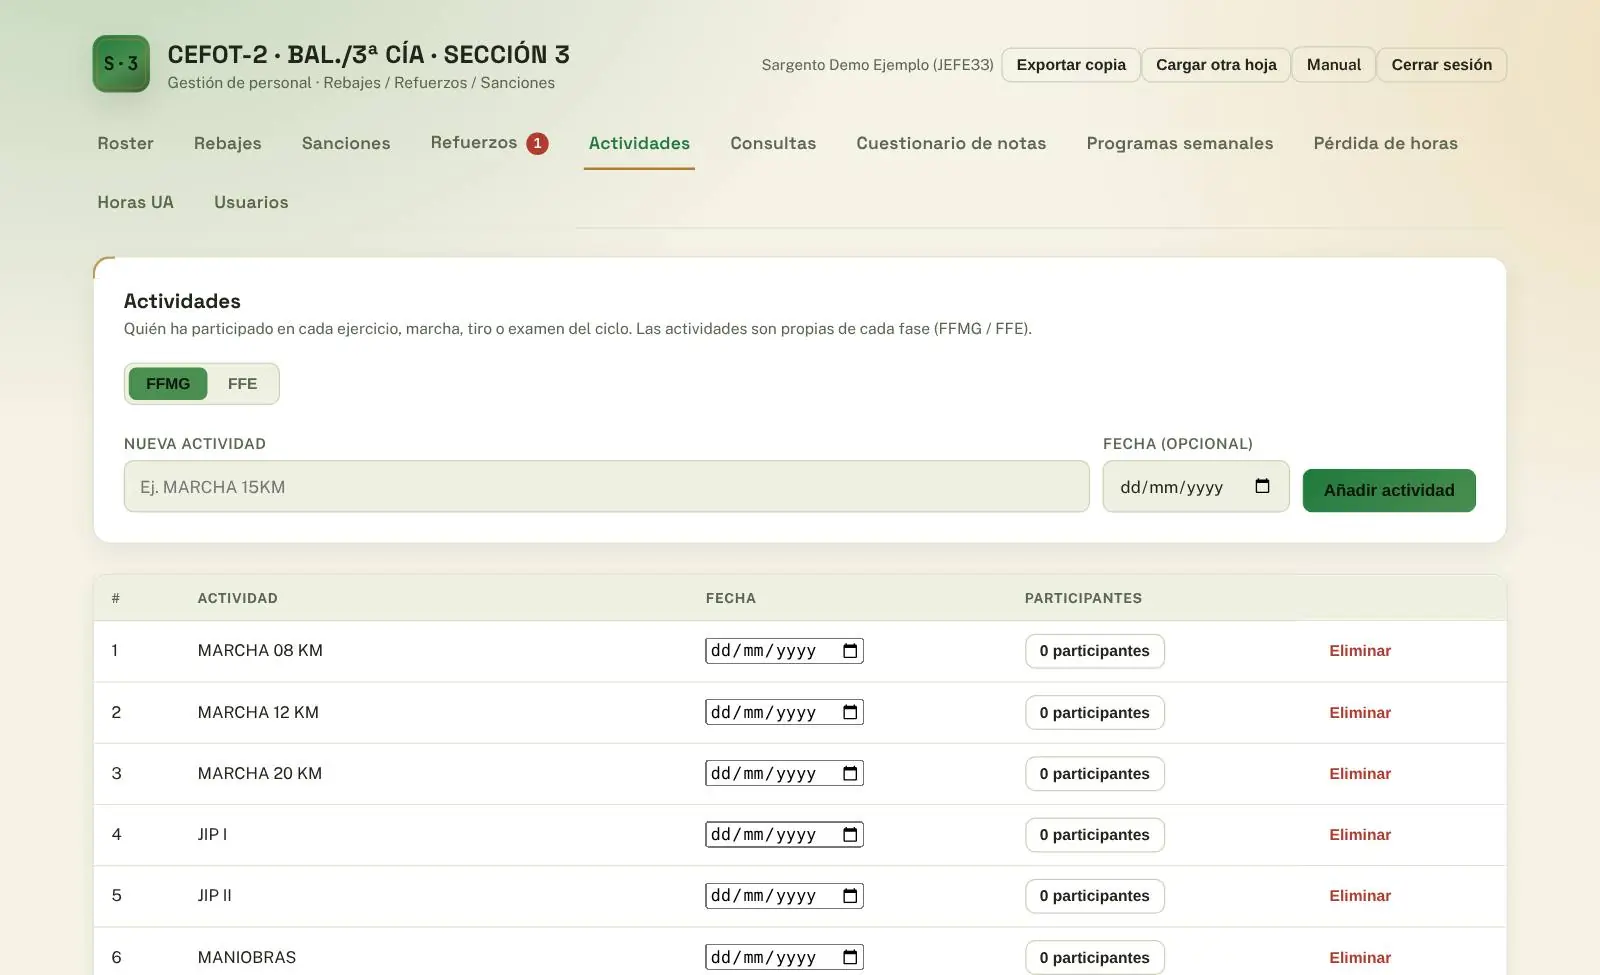 S·3
CEFOT-2 · BAL./3ª CÍA · SECCIÓN 3
Gestión de personal · Rebajes / Refuerzos / Sanciones
Sargento Demo Ejemplo (JEFE33)
Exportar copia
Cargar otra hoja
Manual
Cerrar sesión
Roster
Rebajes
Sanciones
Refuerzos 1
Actividades
Consultas
Cuestionario de notas
Programas semanales
Pérdida de horas
Horas UA
Usuarios
Actividades
Quién ha participado en cada ejercicio, marcha, tiro o examen del ciclo. Las actividades son propias de cada fase (FFMG / FFE).
FFMG
FFE
NUEVA ACTIVIDAD
FECHA (OPCIONAL)
Ej. MARCHA 15KM
dd/mm/yyyy
Añadir actividad
# ACTIVIDAD FECHA PARTICIPANTES
1 MARCHA 08 KM dd/mm/yyyy 0 participantes Eliminar
2 MARCHA 12 KM dd/mm/yyyy 0 participantes Eliminar
3 MARCHA 20 KM dd/mm/yyyy 0 participantes Eliminar
4 JIP I dd/mm/yyyy 0 participantes Eliminar
5 JIP II dd/mm/yyyy 0 participantes Eliminar
6 MANIOBRAS dd/mm/yyyy 0 participantes Eliminar